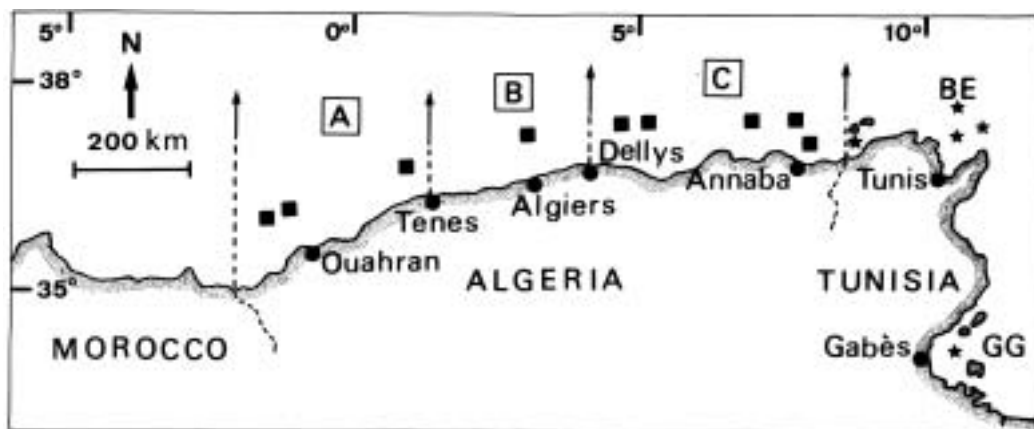 5° 0° 5° 10°
N
38°
A B C BE
200 km
Dellys
Tenes Algiers Annaba Tunis
Ouahran
ALGERIA TUNISIA
35°
MOROCCO Gabès GG